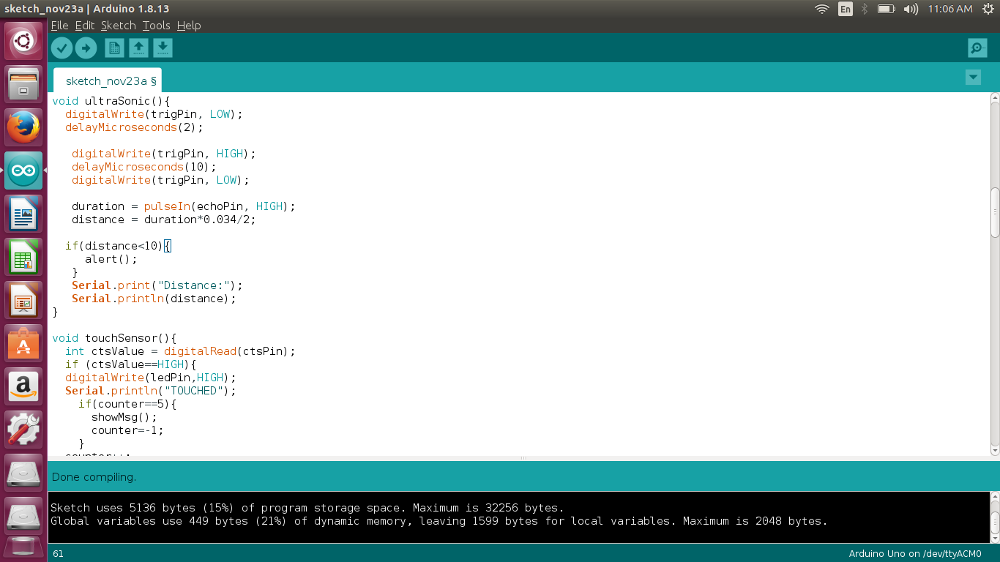 sketch_nov23a | Arduino 1.8.13
En
11:06 AM
File Edit Sketch Tools Help
sketch_nov23a §
void ultraSonic(){
digitalWrite(trigPin, LOW);
delayMicroseconds(2);
digitalWrite(trigPin, HIGH);
delayMicroseconds(10);
digitalWrite(trigPin, LOW);
duration = pulseIn(echoPin, HIGH);
distance = duration*0.034/2;
if(distance<10){
alert();
}
Serial.print("Distance:");
Serial.println(distance);
}
void touchSensor(){
int ctsValue = digitalRead(ctsPin);
if (ctsValue==HIGH){
digitalWrite(ledPin,HIGH);
Serial.println("TOUCHED");
if(counter==5){
showMsg();
counter=-1;
}
Done compiling.
Sketch uses 5136 bytes (15%) of program storage space. Maximum is 32256 bytes.
Global variables use 449 bytes (21%) of dynamic memory, leaving 1599 bytes for local variables. Maximum is 2048 bytes.
61
Arduino Uno on /dev/ttyACM0